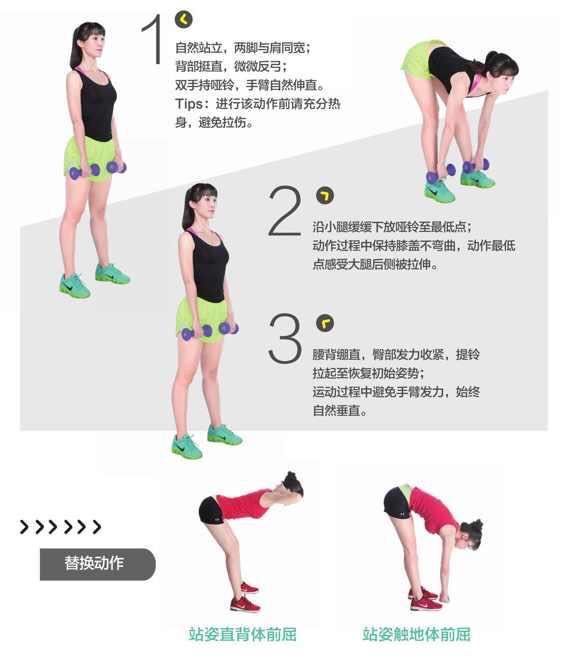 1
自然站立，两脚与肩同宽；
背部挺直，微微反弓；
双手持哑铃，手臂自然伸直。
Tips：进行该动作前请充分热
身，避免拉伤。
2
沿小腿缓缓下放哑铃至最低点；
动作过程中保持膝盖不弯曲，动作最低
点感受大腿后侧被拉伸。
3
腰背绷直，臀部发力收紧，提铃
拉起至恢复初始姿势；
运动过程中避免手臂发力，始终
自然垂直。
替换动作
站姿直背体前屈
站姿触地体前屈